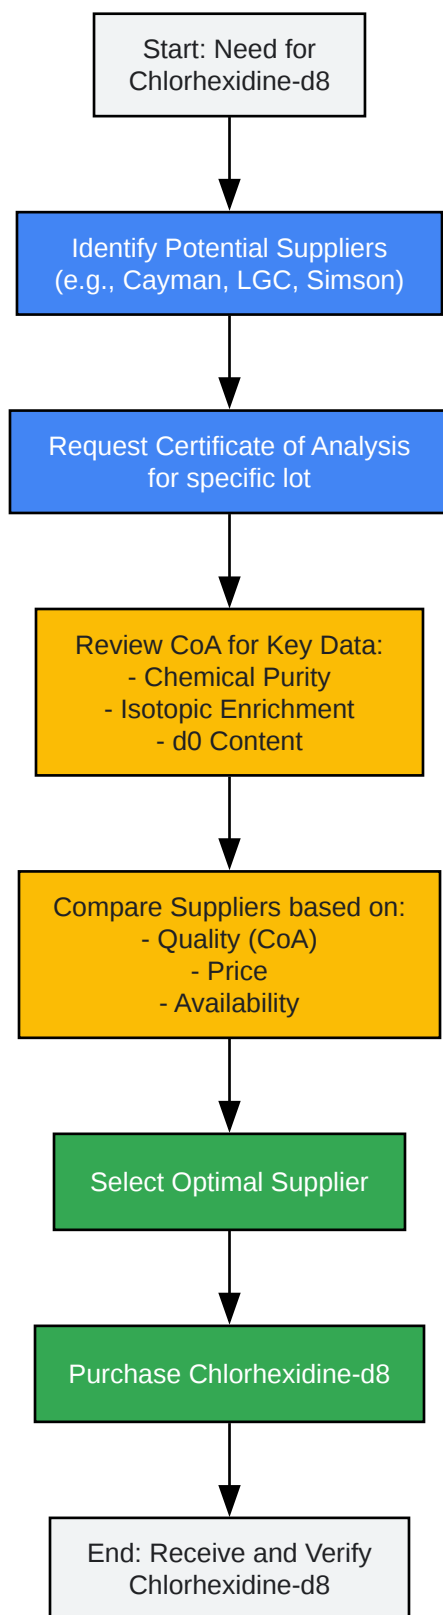 Start: Need for
Chlorhexidine-d8
Identify Potential Suppliers
(e.g., Cayman, LGC, Simson)
Request Certificate of Analysis
for specific lot
Review CoA for Key Data:
- Chemical Purity
- Isotopic Enrichment
- d0 Content
Compare Suppliers based on:
- Quality (CoA)
- Price
- Availability
Select Optimal Supplier
Purchase Chlorhexidine-d8
End: Receive and Verify
Chlorhexidine-d8